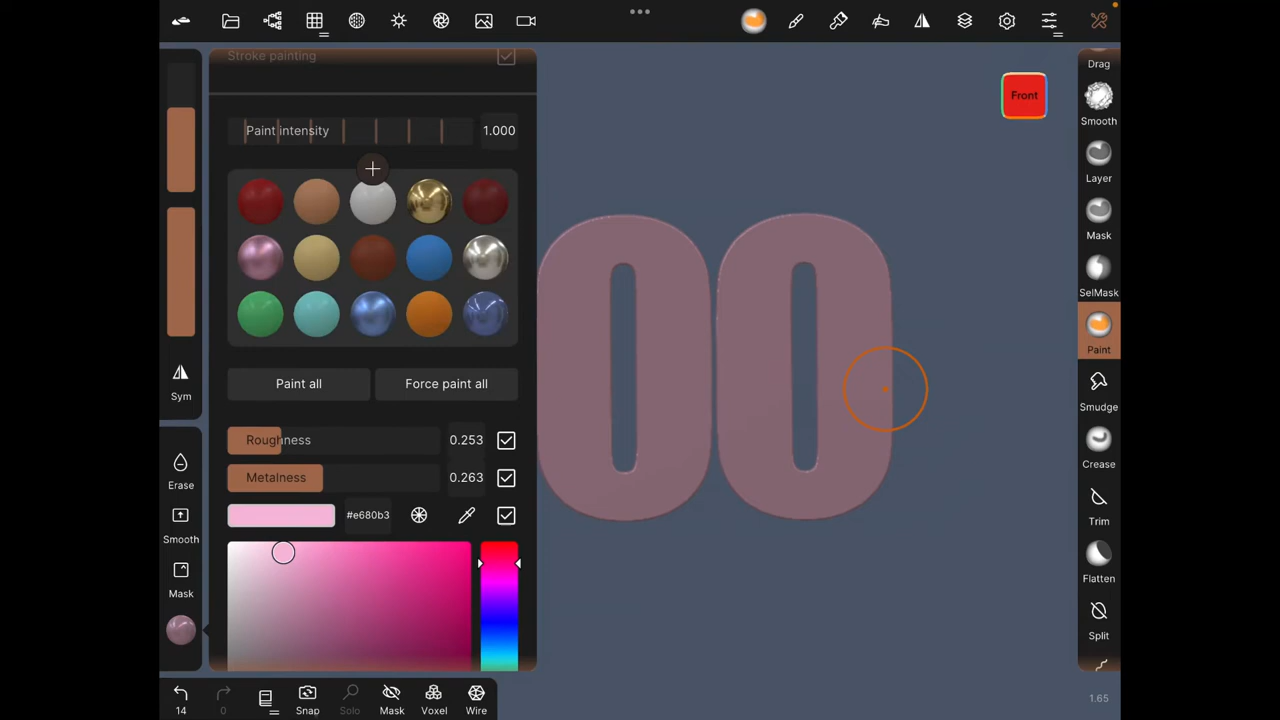 Stroke painting
Paint intensity 1.000
Paint all Force paint all
Roughness 0.253
Metalness 0.263
#e680b3
Sym
Erase
Smooth
Mask
14
0
Snap
Solo
Mask
Voxel
Wire
00
Front
Drag
Smooth
Layer
Mask
SelMask
Paint
Smudge
Crease
Trim
Flatten
Split
1.65